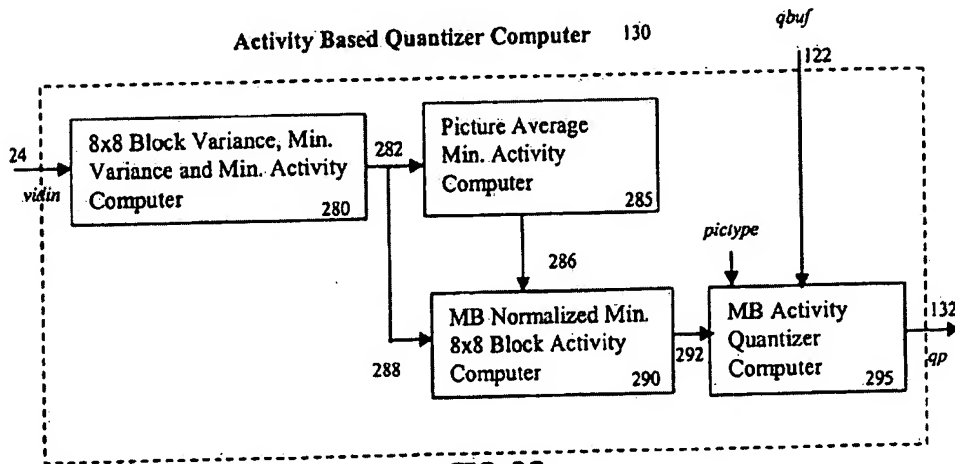 Activity Based Quantizer Computer 130
qbuf
122
24
vidin
8x8 Block Variance, Min.
Variance and Min. Activity
Computer
280
282
Picture Average
Min. Activity
Computer
285
286
pictype
288
MB Normalized Min.
8x8 Block Activity
Computer
290
292
MB Activity
Quantizer
Computer
295
132
qp